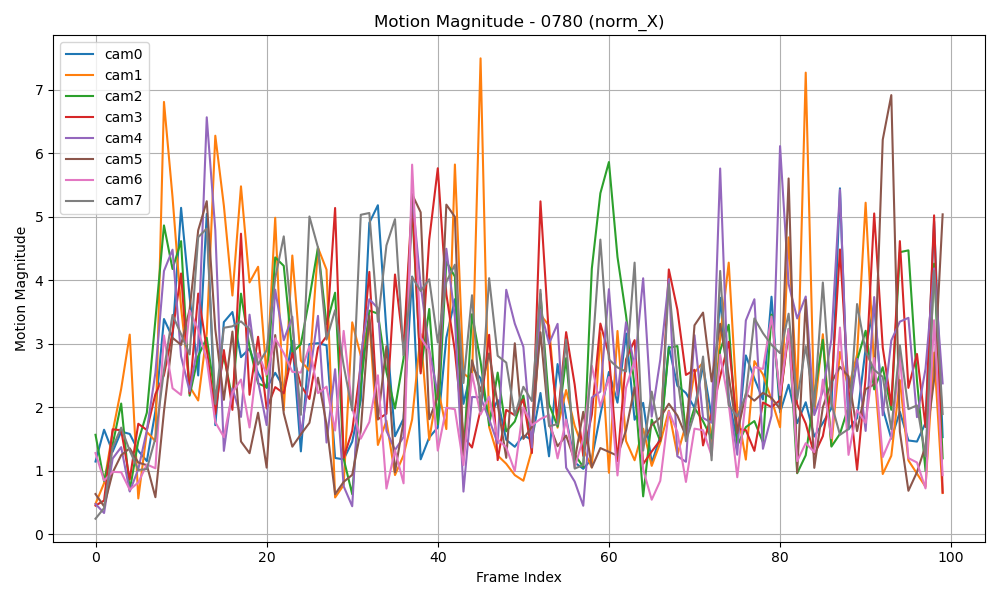 Motion Magnitude - 0780 (norm_X)
cam0
cam1
cam2
cam3
cam4
cam5
cam6
cam7
Motion Magnitude
7
6
5
4
3
2
1
0
0 20 40 60 80 100
Frame Index